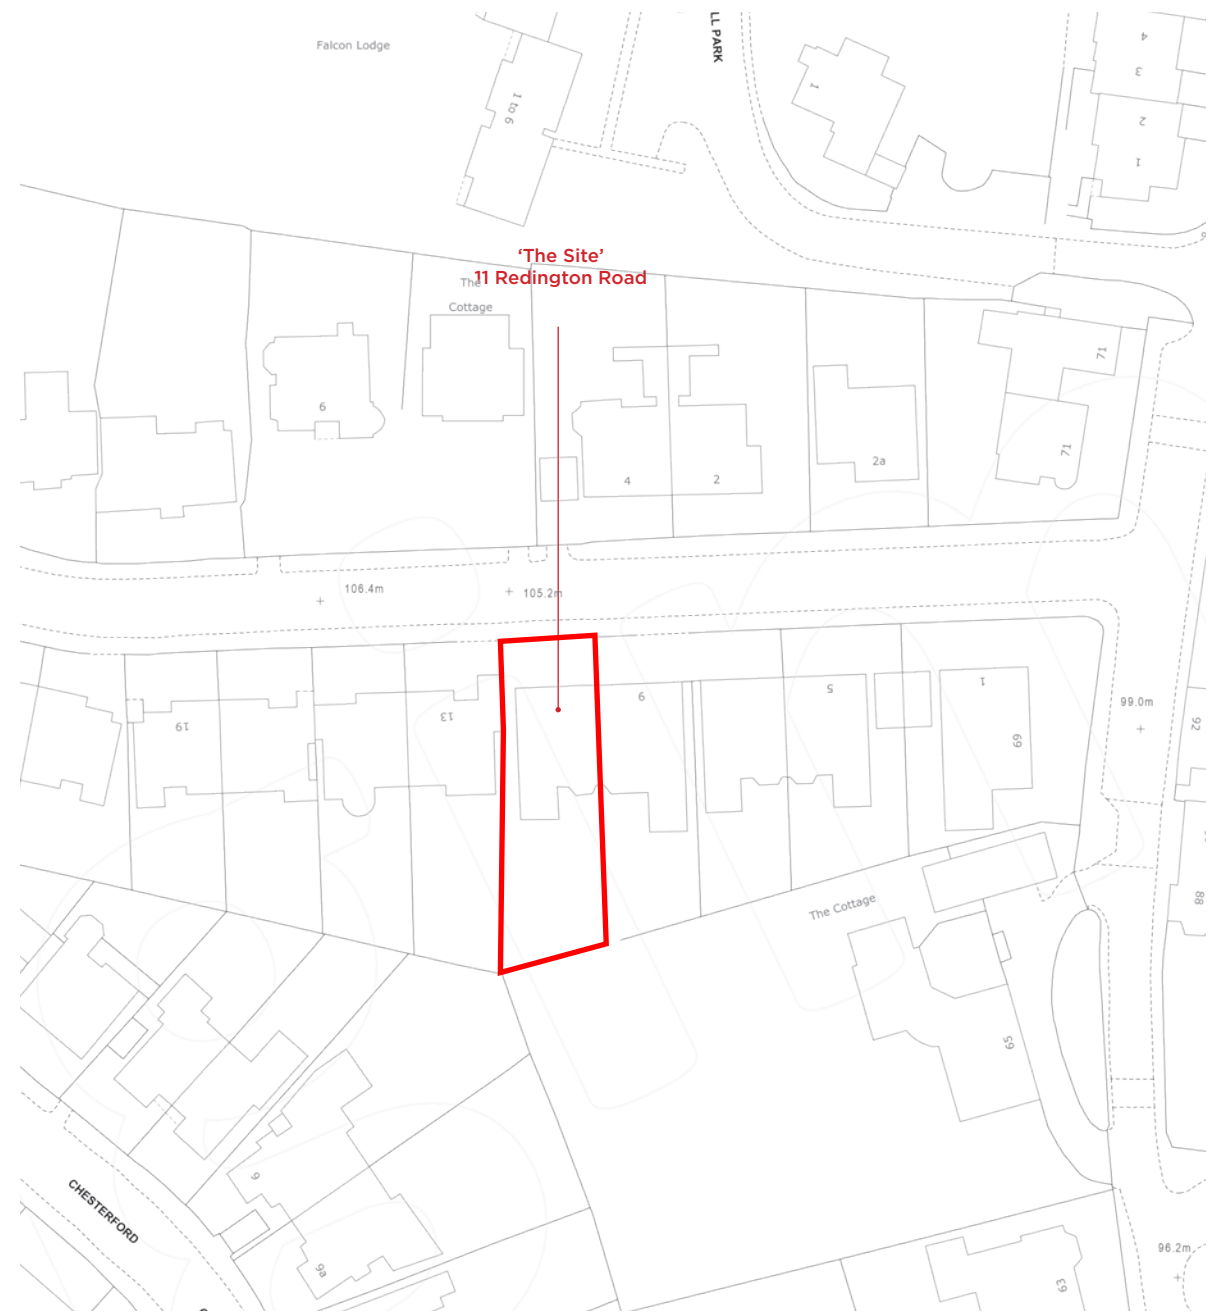 Falcon Lodge
LL PARK
1 to 6
1
4
3
2
1
‘The Site’
11 Redington Road
The
Cottage
6
4
2
2a
71
71
106.4m
105.2m
19
13
9
5
1
69
99.0m
92
88
The Cottage
65
CHESTERFORD
9
9a
96.2m
63